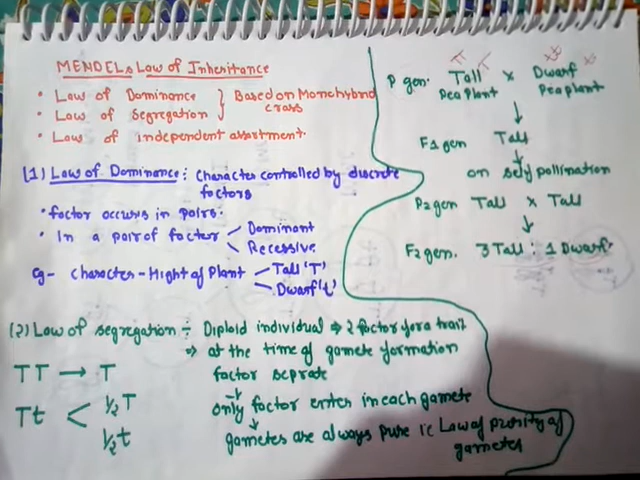 MENDELs Law of Inheritance
• Law of Dominance } Based on Monohybrid
• Law of Segregation crass
• Law of independent assortment.
(1) Law of Dominance : Character controlled by discrete
factors
• factor occurs in pairs.
• In a pair of factor < Dominant
Recessive
eg - Character - Hight of Plant < Tall 'T'
Dwarf 't'
P gen. Tall × Dwarf
Pea Plant Pea plant
↓
F1 gen Tall
↓
on self pollination
P2 gen Tall × Tall
↓
F2 gen. 3 Tall : 1 Dwarf
(2) Law of segregation ÷ Diploid individual ⇒ 2 factor for a trait
⇒ at the time of gamete formation
factor seprate
↓
only factor enter in each gamete
↓
gametes are always pure ie Law of purity of
gametes
TT → T
Tt < 1/2 T
1/2 t